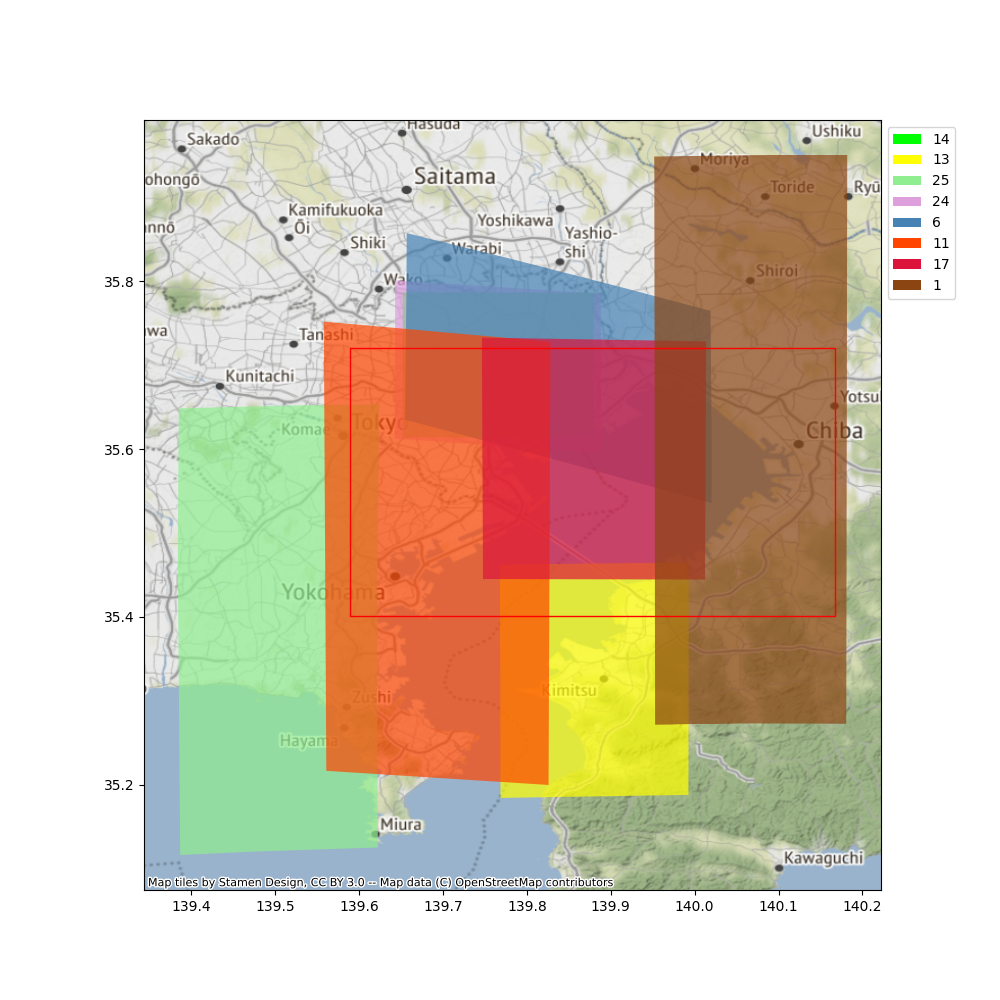 Hasuda
Ushiku
Sakado
Moriya
ohongō
Saitama
Toride
Ryū
Kamifukuoka
Yoshikawa
nnō
Ōi
Yashio-
shi
Shiki
Warabi
Shiroi
Wako
wa
Tanashi
Kunitachi
Yotsu
Komae
Tokyo
Chiba
Yokohama
Zushi
Kimitsu
Hayama
Miura
Kawaguchi
Map tiles by Stamen Design, CC BY 3.0 -- Map data (C) OpenStreetMap contributors
35.8
35.6
35.4
35.2
139.4 139.5 139.6 139.7 139.8 139.9 140.0 140.1 140.2
14
13
25
24
6
11
17
1